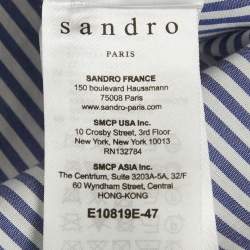 sandro
PARIS
SANDRO FRANCE
150 boulevard Haussmann
75008 Paris
www.sandro-paris.com
SMCP USA Inc.
10 Crosby Street, 3rd Floor
New York, New York 10013
RN132784
SMCP ASIA Inc.
The Centrium, Suite 3203A-5A, 32/F
60 Wyndham Street, Central
HONG-KONG
E10819E-47